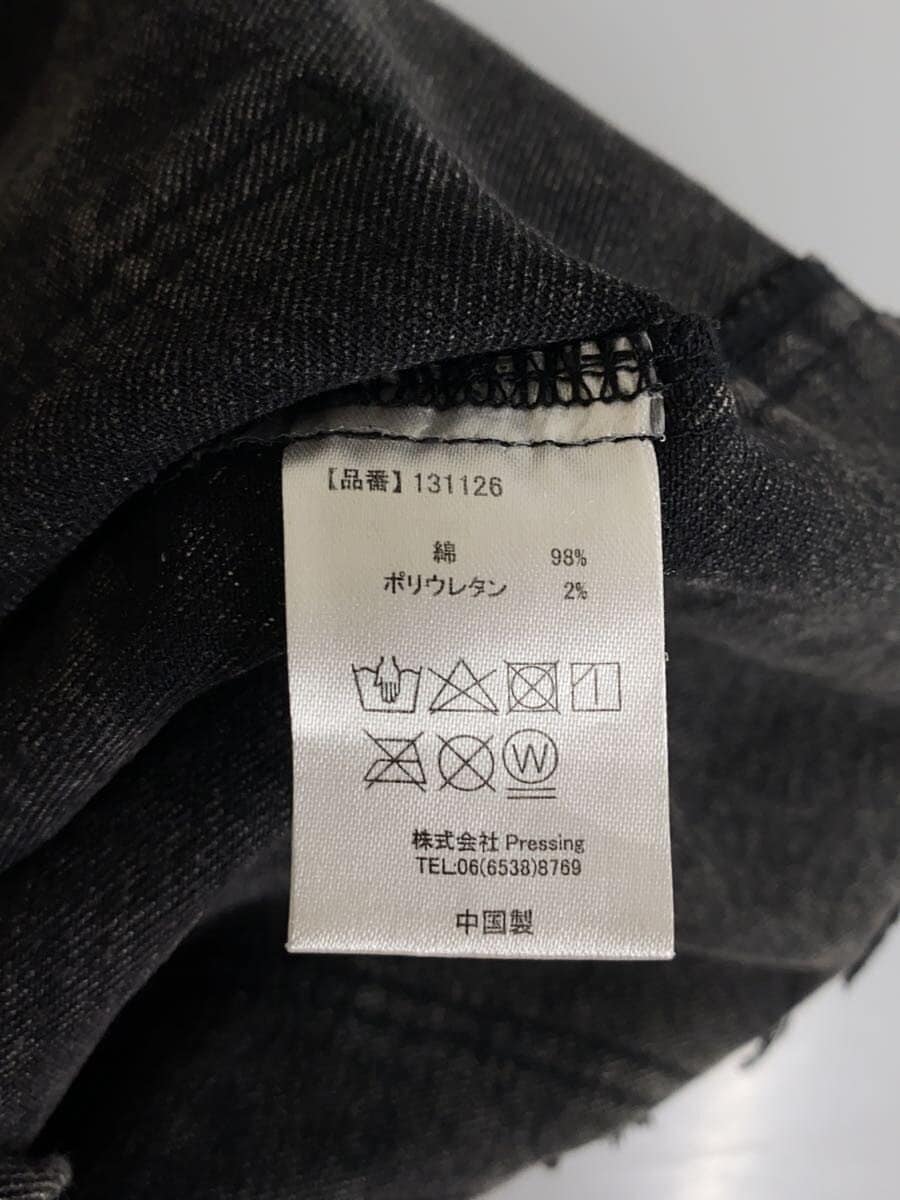 【品番】131126
綿 98%
ポリウレタン 2%
W
株式会社 Pressing
TEL:06(6538)8769
中国製